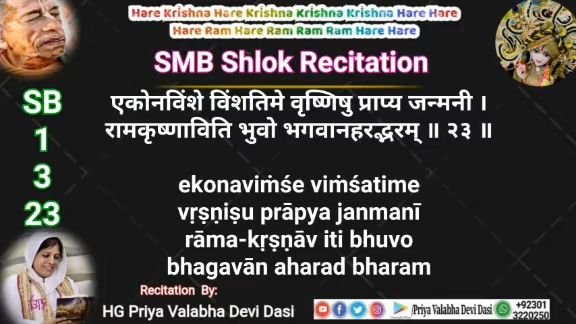 Hare Krishna Hare Krishna Krishna Krishna Hare Hare
Hare Ram Hare Ram Ram Ram Hare Hare
SMB Shlok Recitation
SB
1
3
23
एकोनविंशे विंशतिमे वृष्णिषु प्राप्य जन्मनी ।
रामकृष्णाविति भुवो भगवानहरद्भरम् ॥ २३ ॥
ekonaviṁśe viṁśatime
vṛṣṇiṣu prāpya janmanī
rāma-kṛṣṇāv iti bhuvo
bhagavān aharad bharam
Recitation By:
HG Priya Valabha Devi Dasi
/Priya Valabha Devi Dasi
+92301
3220250